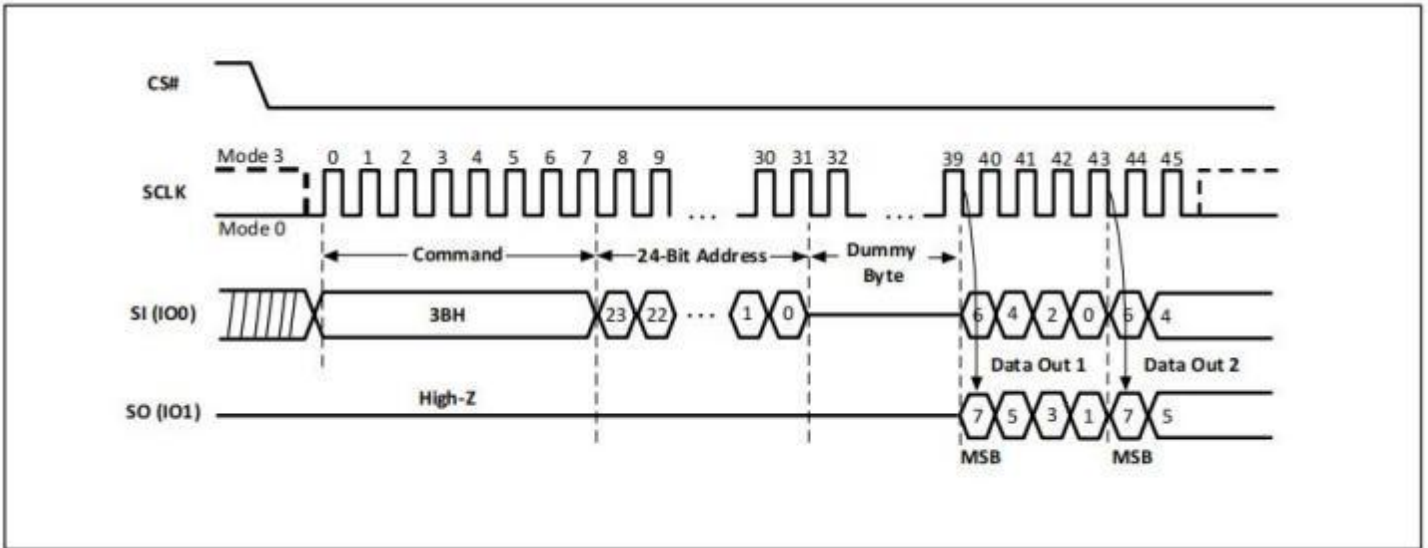 CS#
Mode 3 0 1 2 3 4 5 6 7 8 9 30 31 32 39 40 41 42 43 44 45
SCLK ... ...
Mode 0
Command 24-Bit Address Dummy
Byte
SI (IO0) 3BH 23 22 ... 1 0 6 4 2 0 6 4
Data Out 1 Data Out 2
High-Z
SO (IO1) 7 5 3 1 7 5
MSB MSB